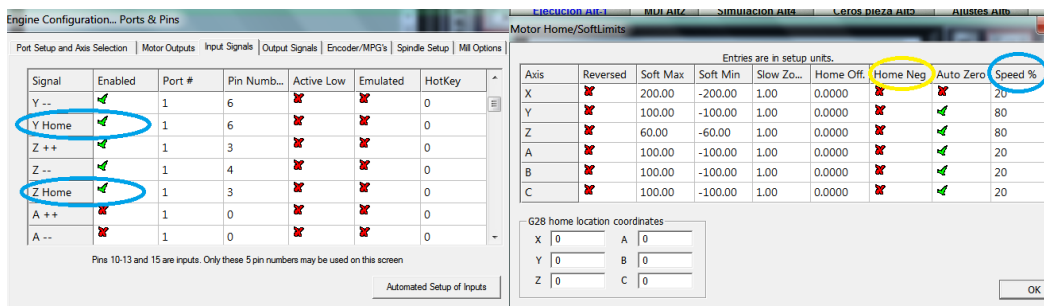 Engine Configuration... Ports & Pins
Port Setup and Axis Selection Motor Outputs Input Signals Output Signals Encoder/MPG's Spindle Setup Mill Options
Signal Enabled Port # Pin Numb... Active Low Emulated HotKey
Y -- 1 6 0
Y Home 1 6 0
Z ++ 1 3 0
Z -- 1 4 0
Z Home 1 3 0
A ++ 1 0 0
A -- 1 0 0
Pins 10-13 and 15 are inputs. Only these 5 pin numbers may be used on this screen
Automated Setup of Inputs
Ejecucion Alt-1 MDI Alt2 Simulacion Alt4 Ceros pieza Alt5 Ajustes Alt6
Motor Home/SoftLimits
Entries are in setup units.
Axis Reversed Soft Max Soft Min Slow Zo... Home Off. Home Neg Auto Zero Speed %
X 200.00 -200.00 1.00 0.0000 20
Y 100.00 -100.00 1.00 0.0000 80
Z 60.00 -60.00 1.00 0.0000 80
A 100.00 -100.00 1.00 0.0000 20
B 100.00 -100.00 1.00 0.0000 20
C 100.00 -100.00 1.00 0.0000 20
G28 home location coordinates
X 0 A 0
Y 0 B 0
Z 0 C 0
OK